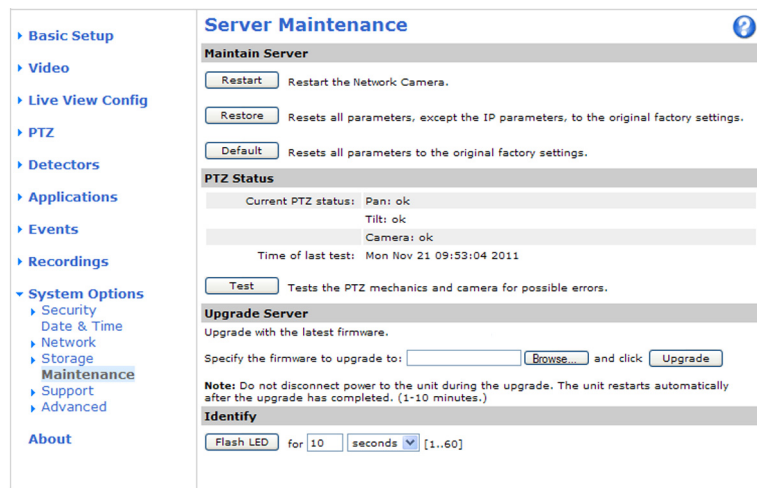 Basic Setup
Video
Live View Config
PTZ
Detectors
Applications
Events
Recordings
System Options
Security
Date & Time
Network
Storage
Maintenance
Support
Advanced
About
Server Maintenance
?
Maintain Server
Restart Restart the Network Camera.
Restore Resets all parameters, except the IP parameters, to the original factory settings.
Default Resets all parameters to the original factory settings.
PTZ Status
Current PTZ status: Pan: ok
Tilt: ok
Camera: ok
Time of last test: Mon Nov 21 09:53:04 2011
Test Tests the PTZ mechanics and camera for possible errors.
Upgrade Server
Upgrade with the latest firmware.
Specify the firmware to upgrade to: Browse... and click Upgrade
Note: Do not disconnect power to the unit during the upgrade. The unit restarts automatically
after the upgrade has completed. (1-10 minutes.)
Identify
Flash LED for 10 seconds [1..60]